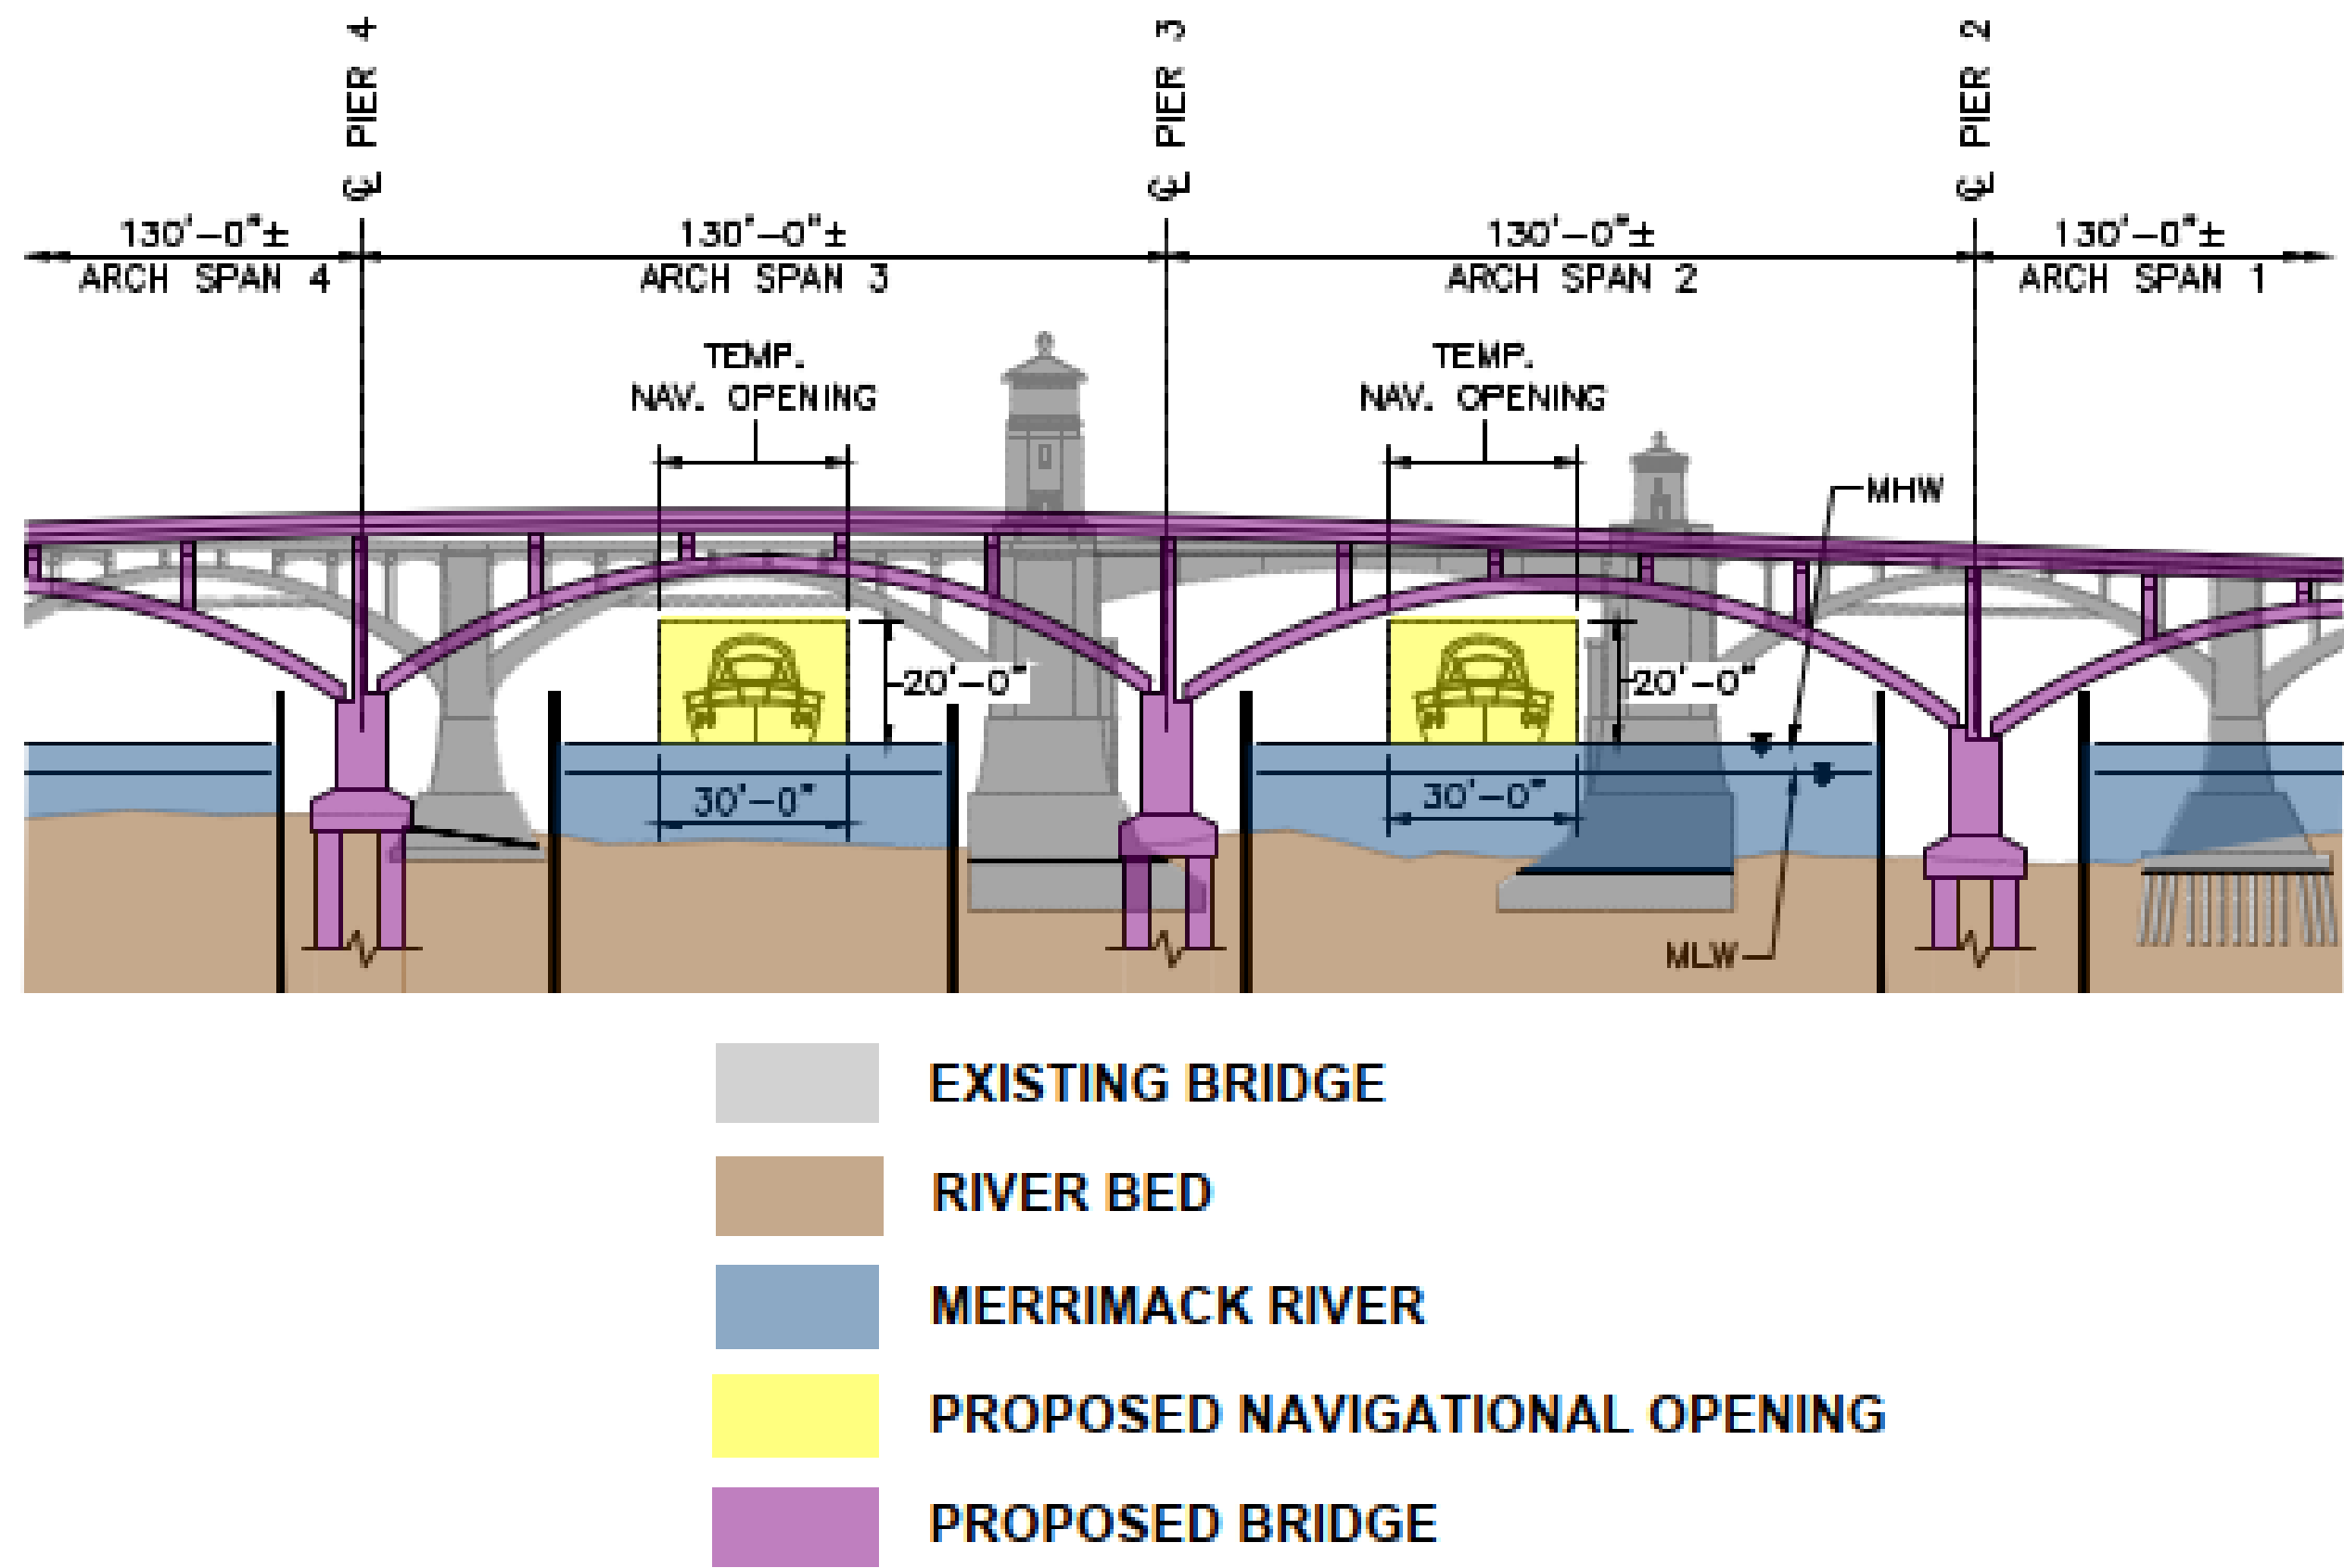 ℄ PIER 4
℄ PIER 3
℄ PIER 2
130'-0"±
130'-0"±
130'-0"±
130'-0"±
ARCH SPAN 4
ARCH SPAN 3
ARCH SPAN 2
ARCH SPAN 1
TEMP.
NAV. OPENING
TEMP.
NAV. OPENING
MHW
20'-0"
20'-0"
30'-0"
30'-0"
MLW
EXISTING BRIDGE
RIVER BED
MERRIMACK RIVER
PROPOSED NAVIGATIONAL OPENING
PROPOSED BRIDGE